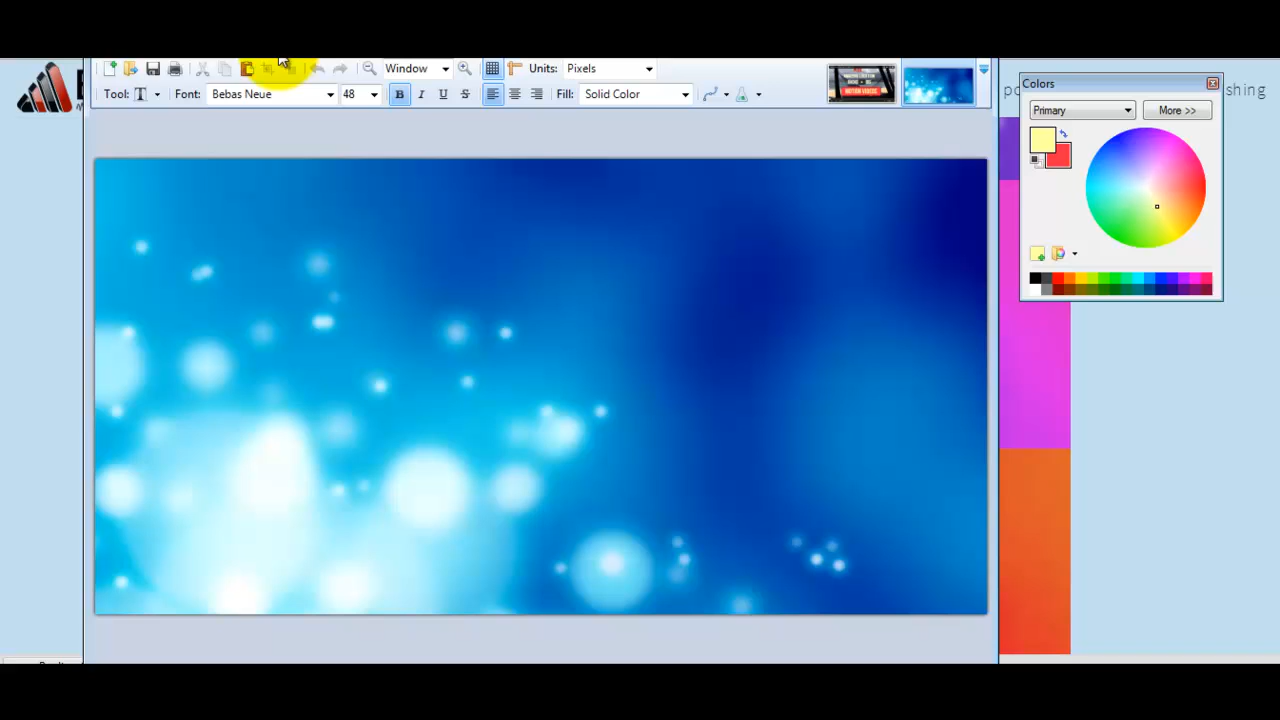 Window Units: Pixels
Tool: T Font: Bebas Neue 48 B I U S Fill: Solid Color
Colors
Primary More >>
shing